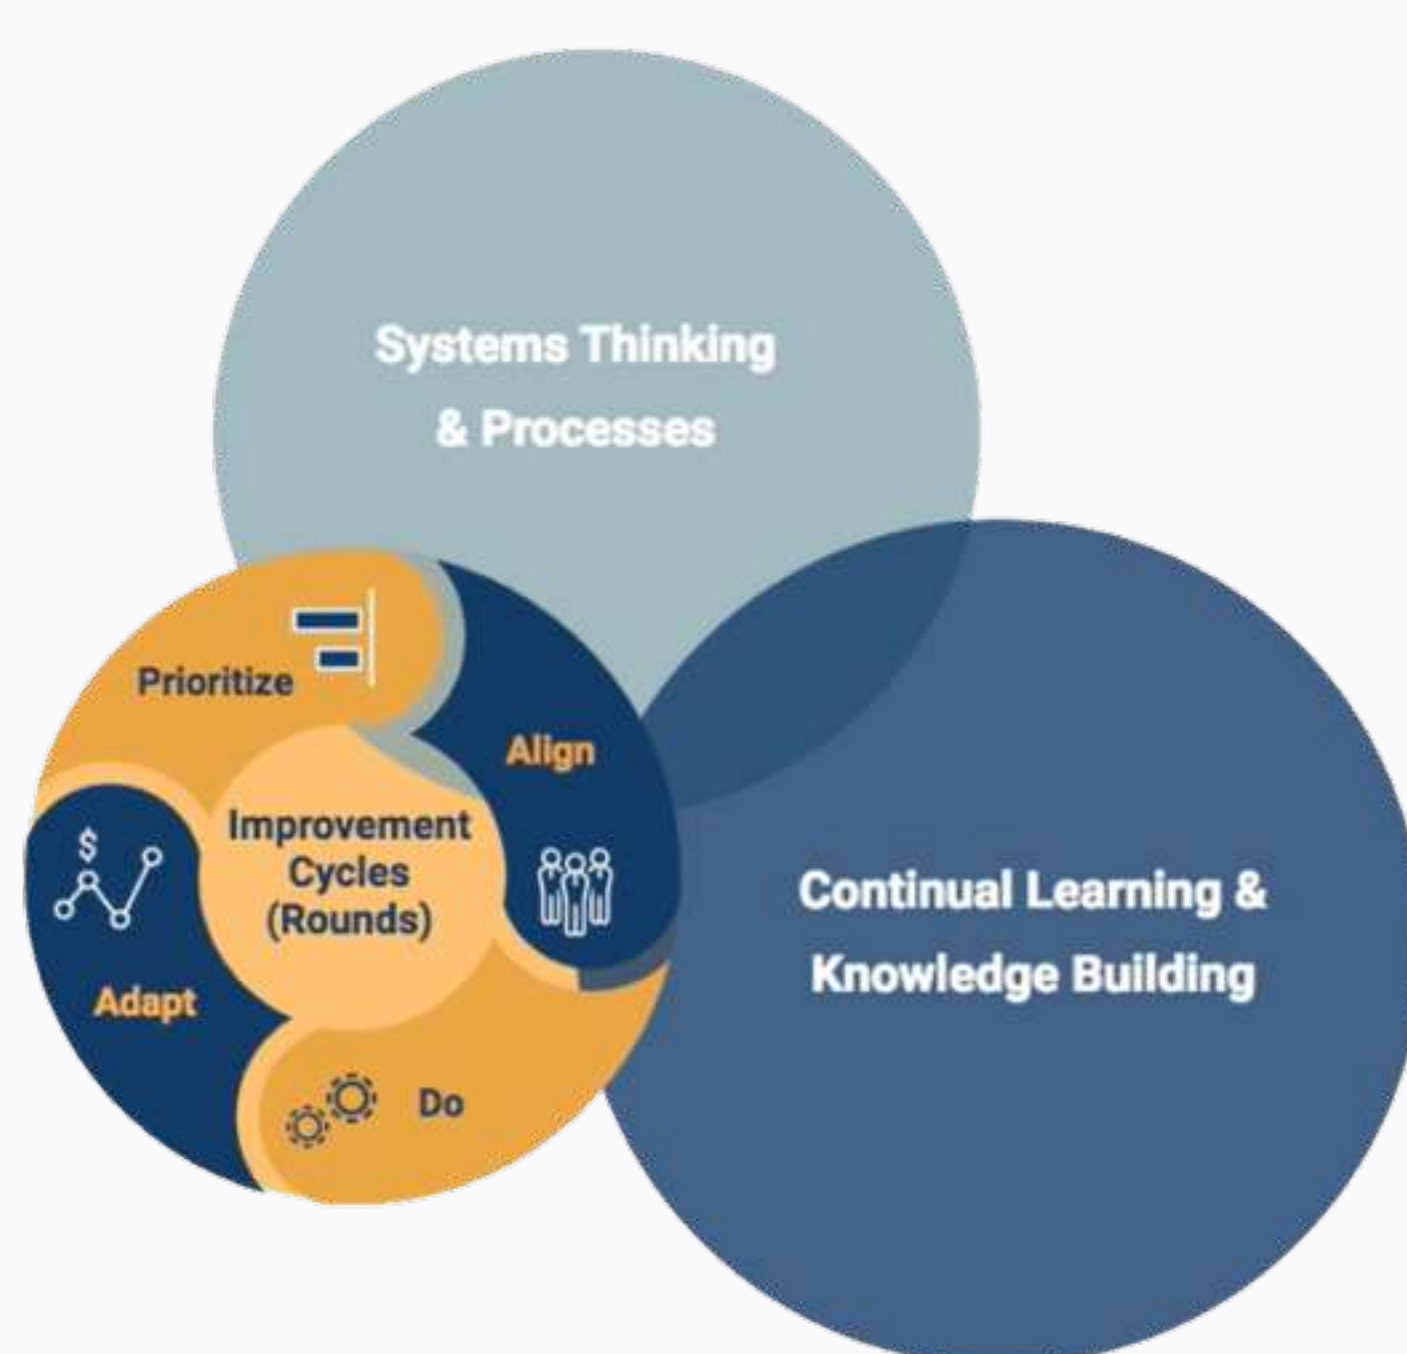 Systems Thinking
& Processes
Prioritize
Align
Improvement
Cycles
(Rounds)
$
Adapt
Do
Continual Learning &
Knowledge Building